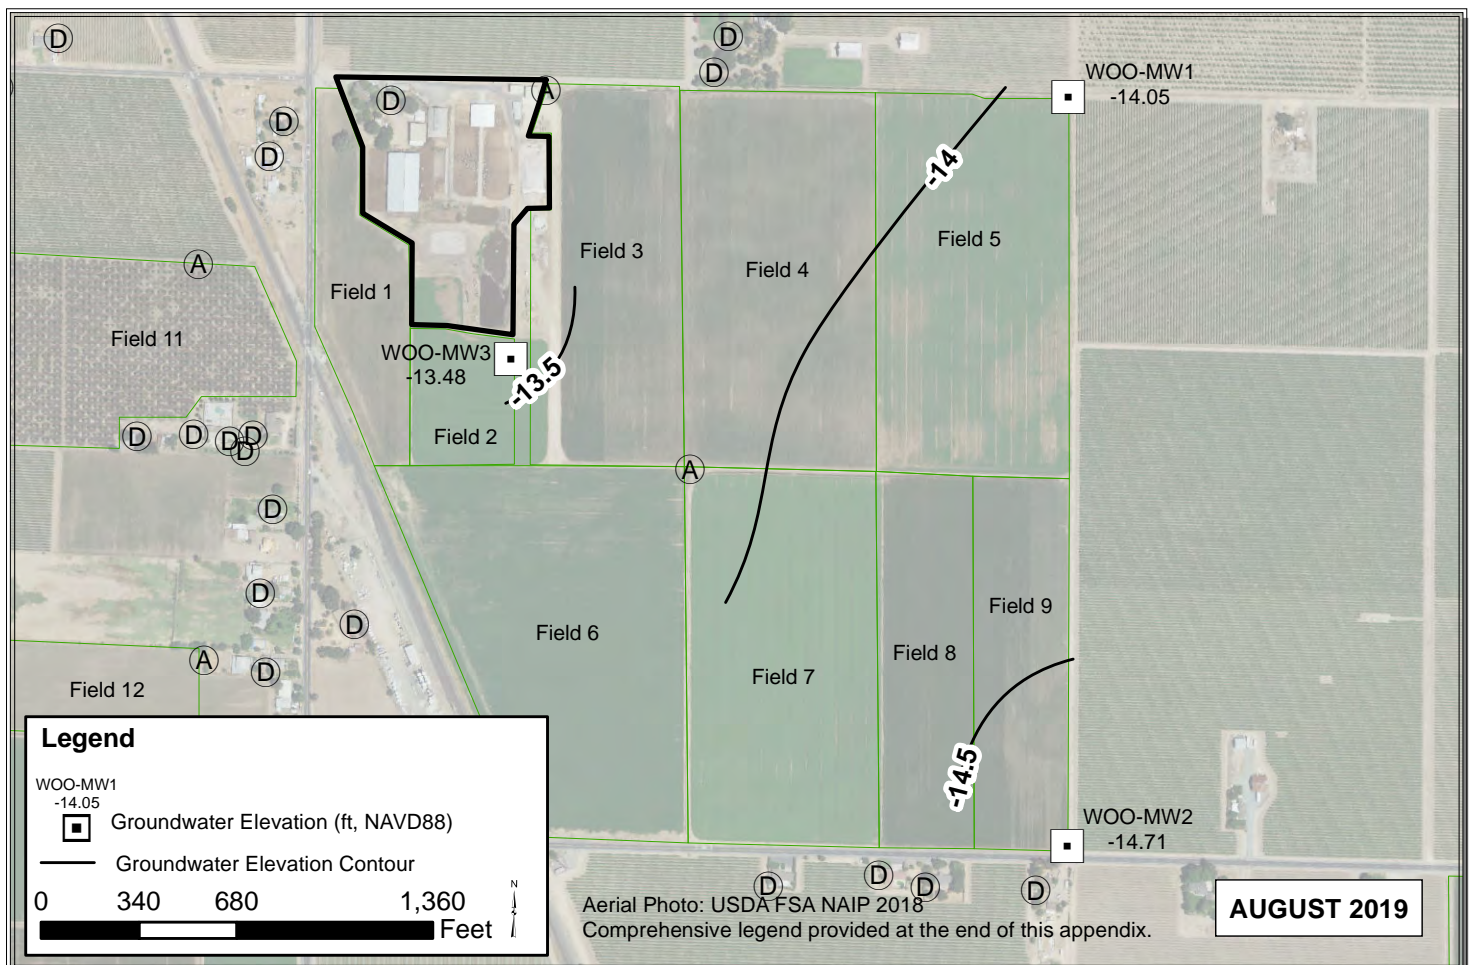 D
D
D
WOO-MW1
-14.05
D
A
D
D
-14
Field 5
Field 3
Field 4
A
Field 1
Field 11
WOO-MW3
-13.48
-13.5
D
D
D
D
D
Field 2
A
D
D
Field 9
D
Field 6
Field 8
A
D
Field 7
Field 12
-14.5
WOO-MW2
-14.71
D
D
D
D
Legend
WOO-MW1
-14.05
Groundwater Elevation (ft, NAVD88)
Groundwater Elevation Contour
0 340 680 1,360
Feet
N
Aerial Photo: USDA FSA NAIP 2018
Comprehensive legend provided at the end of this appendix.
AUGUST 2019